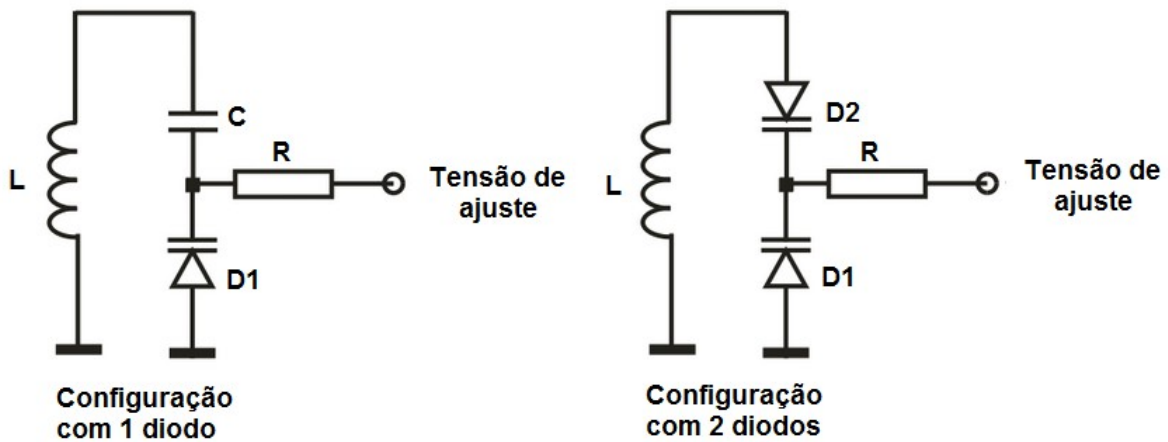 C
R
L
Tensão de
ajuste
D1
Configuração
com 1 diodo
D2
R
L
Tensão de
ajuste
D1
Configuração
com 2 diodos